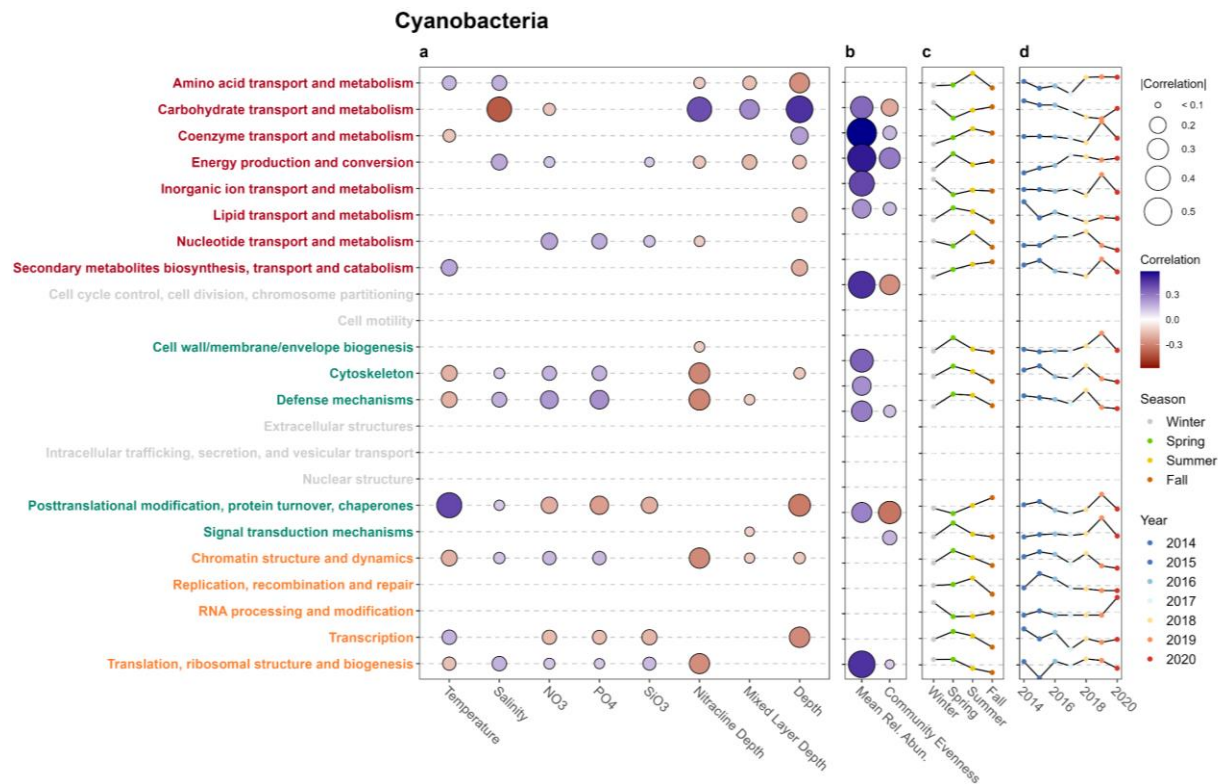 Cyanobacteria
a
b
c
d
Amino acid transport and metabolism
Carbohydrate transport and metabolism
Coenzyme transport and metabolism
Energy production and conversion
Inorganic ion transport and metabolism
Lipid transport and metabolism
Nucleotide transport and metabolism
Secondary metabolites biosynthesis, transport and catabolism
Cell cycle control, cell division, chromosome partitioning
Cell motility
Cell wall/membrane/envelope biogenesis
Cytoskeleton
Defense mechanisms
Extracellular structures
Intracellular trafficking, secretion, and vesicular transport
Nuclear structure
Posttranslational modification, protein turnover, chaperones
Signal transduction mechanisms
Chromatin structure and dynamics
Replication, recombination and repair
RNA processing and modification
Transcription
Translation, ribosomal structure and biogenesis
Temperature
Salinity
NO3
PO4
SiO3
Nitracline Depth
Mixed Layer Depth
Depth
Mean Rel. Abun.
Community Evenness
Winter
Spring
Summer
Fall
2014
2016
2018
2020
|Correlation|
< 0.1
0.2
0.3
0.4
0.5
Correlation
0.3
0.0
-0.3
Season
Winter
Spring
Summer
Fall
Year
2014
2015
2016
2017
2018
2019
2020